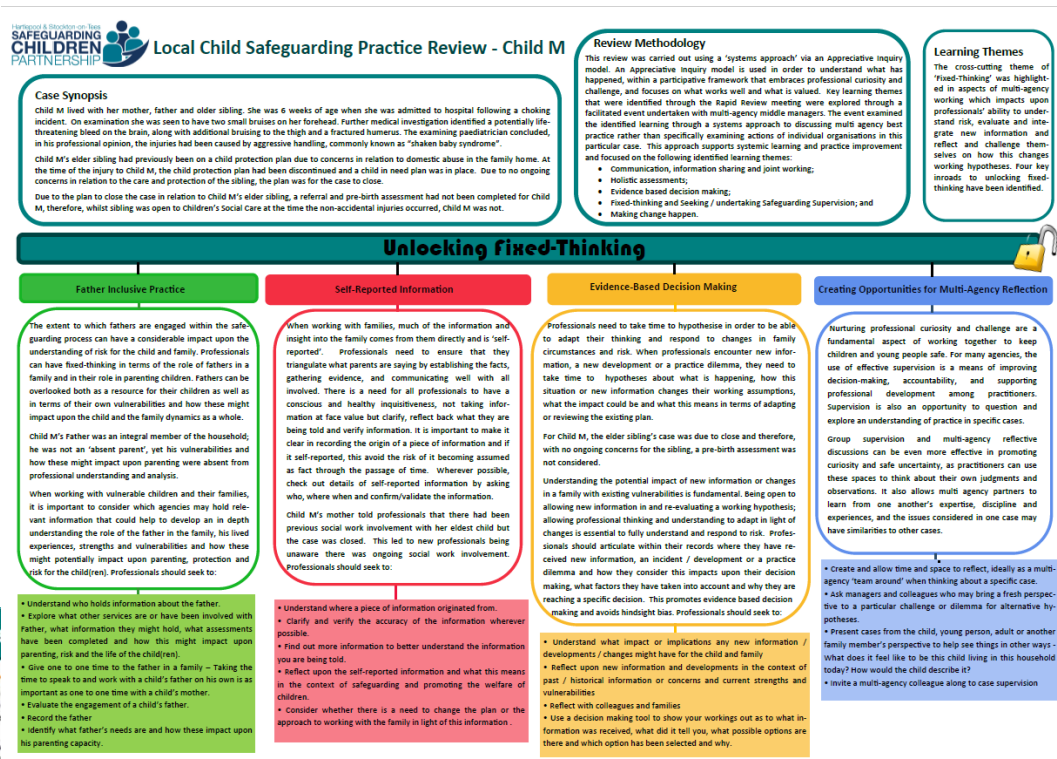 Hartlepool & Stockton-on-Tees
SAFEGUARDING
CHILDREN
PARTNERSHIP
Local Child Safeguarding Practice Review - Child M
Case Synopsis
Child M lived with her mother, father and older sibling. She was 6 weeks of age when she was admitted to hospital following a choking
incident. On examination she was seen to have two small bruises on her forehead. Further medical investigation identified a potentially life-
threatening bleed on the brain, along with additional bruising to the thigh and a fractured humerus. The examining paediatrician concluded,
in his professional opinion, the injuries had been caused by aggressive handling, commonly known as “shaken baby syndrome”.
Child M’s elder sibling had previously been on a child protection plan due to concerns in relation to domestic abuse in the family home. At
the time of the injury to Child M, the child protection plan had been discontinued and a child in need plan was in place. Due to no ongoing
concerns in relation to the care and protection of the sibling, the plan was for the case to close.
Due to the plan to close the case in relation to Child M’s elder sibling, a referral and pre-birth assessment had not been completed for Child
M, therefore, whilst sibling was open to Children’s Social Care at the time the non-accidental injuries occurred, Child M was not.
Review Methodology
This review was carried out using a ‘systems approach’ via an Appreciative Inquiry
model. An Appreciative Inquiry model is used in order to understand what has
happened, within a participative framework that embraces professional curiosity and
challenge, and focuses on what works well and what is valued. Key learning themes
that were identified through the Rapid Review meeting were explored through a
facilitated event undertaken with multi-agency middle managers. The event examined
the identified learning through a systems approach to discussing multi agency best
practice rather than specifically examining actions of individual organisations in this
particular case. This approach supports systemic learning and practice improvement
and focused on the following identified learning themes:
• Communication, information sharing and joint working;
• Holistic assessments;
• Evidence based decision making;
• Fixed-thinking and Seeking / undertaking Safeguarding Supervision; and
• Making change happen.
Learning Themes
The cross-cutting theme of
‘Fixed-Thinking’ was highlight-
ed in aspects of multi-agency
working which impacts upon
professionals’ ability to under-
stand risk, evaluate and inte-
grate new information and
reflect and challenge them-
selves on how this changes
working hypotheses. Four key
inroads to unlocking fixed-
thinking have been identified.
Unlocking Fixed-Thinking
Father Inclusive Practice
The extent to which fathers are engaged within the safe-
guarding process can have a considerable impact upon the
understanding of risk for the child and family. Professionals
can have fixed-thinking in terms of the role of fathers in a
family and in their role in parenting children. Fathers can be
overlooked both as a resource for their children as well as
in terms of their own vulnerabilities and how these might
impact upon the child and the family dynamics as a whole.
Child M’s Father was an integral member of the household;
he was not an ‘absent parent’, yet his vulnerabilities and
how these might impact upon parenting were absent from
professional understanding and analysis.
When working with vulnerable children and their families,
it is important to consider which agencies may hold rele-
vant information that could help to develop an in depth
understanding the role of the father in the family, his lived
experiences, strengths and vulnerabilities and how these
might potentially impact upon parenting, protection and
risk for the child(ren). Professionals should seek to:
• Understand who holds information about the father.
• Explore what other services are or have been involved with
Father, what information they might hold, what assessments
have been completed and how this might impact upon
parenting, risk and the life of the child(ren).
• Give one to one time to the father in a family – Taking the
time to speak to and work with a child’s father on his own is as
important as one to one time with a child’s mother.
• Evaluate the engagement of a child’s father.
• Record the father
• Identify what father’s needs are and how these impact upon
his parenting capacity.
Self-Reported Information
When working with families, much of the information and
insight into the family comes from them directly and is ‘self-
reported’. Professionals need to ensure that they
triangulate what parents are saying by establishing the facts,
gathering evidence, and communicating well with all
involved. There is a need for all professionals to have a
conscious and healthy inquisitiveness, not taking infor-
mation at face value but clarify, reflect back what they are
being told and verify information. It is important to make it
clear in recording the origin of a piece of information and if
it self-reported, this avoid the risk of it becoming assumed
as fact through the passage of time. Wherever possible,
check out details of self-reported information by asking
who, where when and confirm/validate the information.
Child M’s mother told professionals that there had been
previous social work involvement with her eldest child but
the case was closed. This led to new professionals being
unaware there was ongoing social work involvement.
Professionals should seek to:
• Understand where a piece of information originated from.
• Clarify and verify the accuracy of the information wherever
possible.
• Find out more information to better understand the information
you are being told.
• Reflect upon the self-reported information and what this means
in the context of safeguarding and promoting the welfare of
children.
• Consider whether there is a need to change the plan or the
approach to working with the family in light of this information .
Evidence-Based Decision Making
Professionals need to take time to hypothesise in order to be able
to adapt their thinking and respond to changes in family
circumstances and risk. When professionals encounter new infor-
mation, a new development or a practice dilemma, they need to
take time to hypotheses about what is happening, how this
situation or new information changes their working assumptions,
what the impact could be and what this means in terms of adapting
or reviewing the existing plan.
For Child M, the elder sibling’s case was due to close and therefore,
with no ongoing concerns for the sibling, a pre-birth assessment was
not considered.
Understanding the potential impact of new information or changes
in a family with existing vulnerabilities is fundamental. Being open to
allowing new information in and re-evaluating a working hypothesis;
allowing professional thinking and understanding to adapt in light of
changes is essential to fully understand and respond to risk. Profes-
sionals should articulate within their records where they have re-
ceived new information, an incident / development or a practice
dilemma and how they consider this impacts upon their decision
making, what factors they have taken into account and why they are
reaching a specific decision. This promotes evidence based decision
making and avoids hindsight bias. Professionals should seek to:
• Understand what impact or implications any new information /
developments / changes might have for the child and family
• Reflect upon new information and developments in the context of
past / historical information or concerns and current strengths and
vulnerabilities
• Reflect with colleagues and families
• Use a decision making tool to show your workings out as to what in-
formation was received, what did it tell you, what possible options are
there and which option has been selected and why.
Creating Opportunities for Multi-Agency Reflection
Nurturing professional curiosity and challenge are a
fundamental aspect of working together to keep
children and young people safe. For many agencies, the
use of effective supervision is a means of improving
decision-making, accountability, and supporting
professional development among practitioners.
Supervision is also an opportunity to question and
explore an understanding of practice in specific cases.
Group supervision and multi-agency reflective
discussions can be even more effective in promoting
curiosity and safe uncertainty, as practitioners can use
these spaces to think about their own judgments and
observations. It also allows multi agency partners to
learn from one another’s expertise, discipline and
experiences, and the issues considered in one case may
have similarities to other cases.
• Create and allow time and space to reflect, ideally as a multi-
agency ‘team around’ when thinking about a specific case.
• Ask managers and colleagues who may bring a fresh perspec-
tive to a particular challenge or dilemma for alternative hy-
potheses.
• Present cases from the child, young person, adult or another
family member’s perspective to help see things in other ways -
What does it feel like to be this child living in this household
today? How would the child describe it?
• Invite a multi-agency colleague along to case supervision